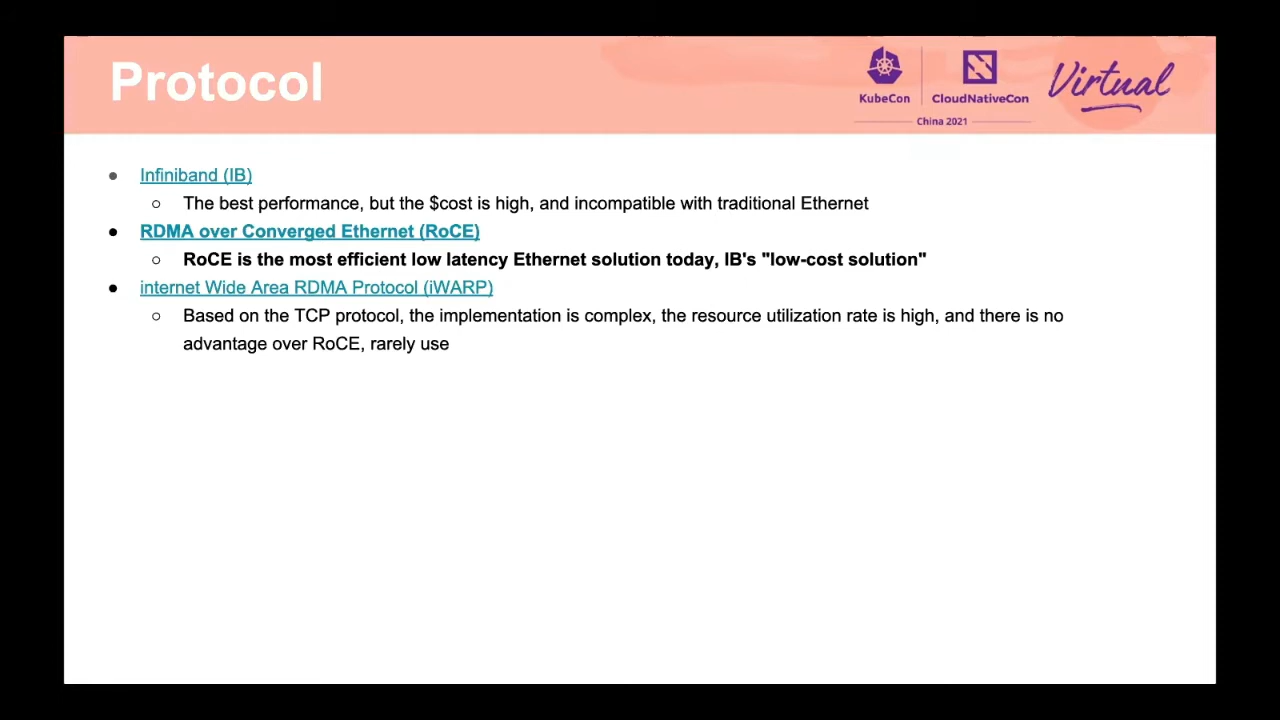 Protocol
KubeCon
CloudNativeCon
China 2021
Virtual
Infiniband (IB)
The best performance, but the $cost is high, and incompatible with traditional Ethernet
RDMA over Converged Ethernet (RoCE)
RoCE is the most efficient low latency Ethernet solution today, IB's "low-cost solution"
internet Wide Area RDMA Protocol (iWARP)
Based on the TCP protocol, the implementation is complex, the resource utilization rate is high, and there is no
advantage over RoCE, rarely use